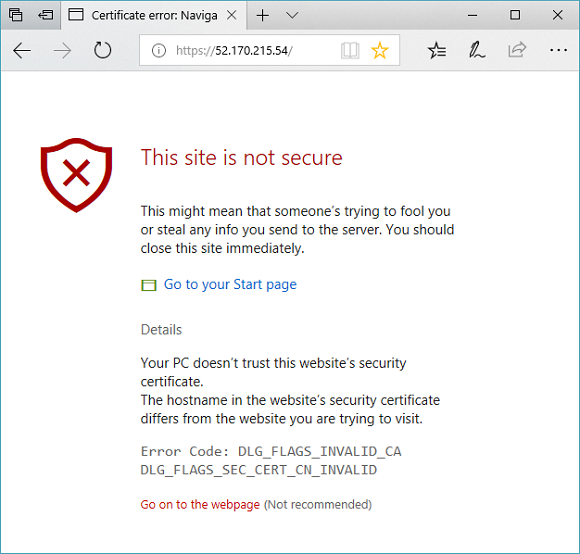 Certificate error: Naviga
https://52.170.215.54/
This site is not secure
This might mean that someone's trying to fool you
or steal any info you send to the server. You should
close this site immediately.
Go to your Start page
Details
Your PC doesn't trust this website's security
certificate.
The hostname in the website's security certificate
differs from the website you are trying to visit.
Error Code: DLG_FLAGS_INVALID_CA
DLG_FLAGS_SEC_CERT_CN_INVALID
Go on to the webpage (Not recommended)